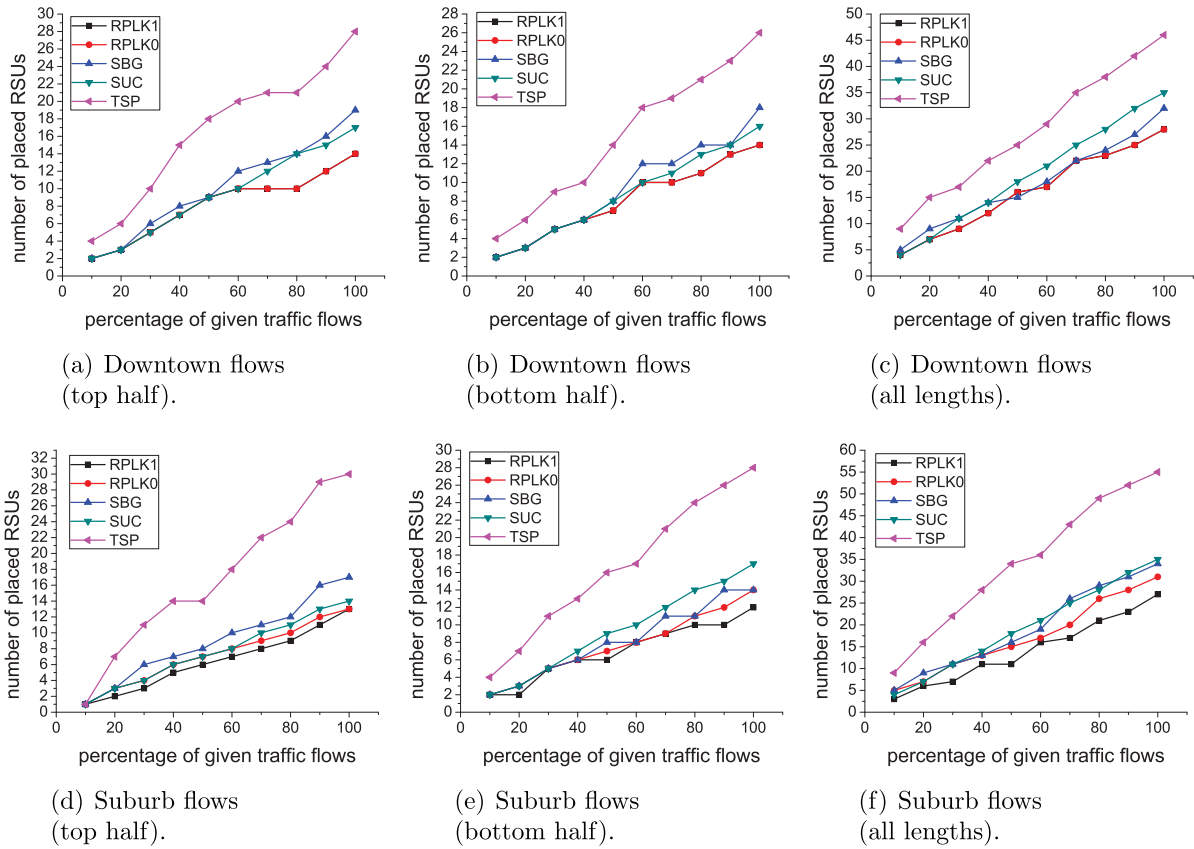 30
28
26
24
22
20
18
16
14
12
10
8
6
4
2
0
number of placed RSUs
RPLK1
RPLK0
SBG
SUC
TSP
0 20 40 60 80 100
percentage of given traffic flows
(a) Downtown flows
(top half).
28
26
24
22
20
18
16
14
12
10
8
6
4
2
0
number of placed RSUs
RPLK1
RPLK0
SBG
SUC
TSP
0 20 40 60 80 100
percentage of given traffic flows
(b) Downtown flows
(bottom half).
50
45
40
35
30
25
20
15
10
5
0
number of placed RSUs
RPLK1
RPLK0
SBG
SUC
TSP
0 20 40 60 80 100
percentage of given traffic flows
(c) Downtown flows
(all lengths).
32
30
28
26
24
22
20
18
16
14
12
10
8
6
4
2
0
number of placed RSUs
RPLK1
RPLK0
SBG
SUC
TSP
0 20 40 60 80 100
percentage of given traffic flows
(d) Suburb flows
(top half).
30
28
26
24
22
20
18
16
14
12
10
8
6
4
2
0
number of placed RSUs
RPLK1
RPLK0
SBG
SUC
TSP
0 20 40 60 80 100
percentage of given traffic flows
(e) Suburb flows
(bottom half).
60
55
50
45
40
35
30
25
20
15
10
5
0
number of placed RSUs
RPLK1
RPLK0
SBG
SUC
TSP
0 20 40 60 80 100
percentage of given traffic flows
(f) Suburb flows
(all lengths).